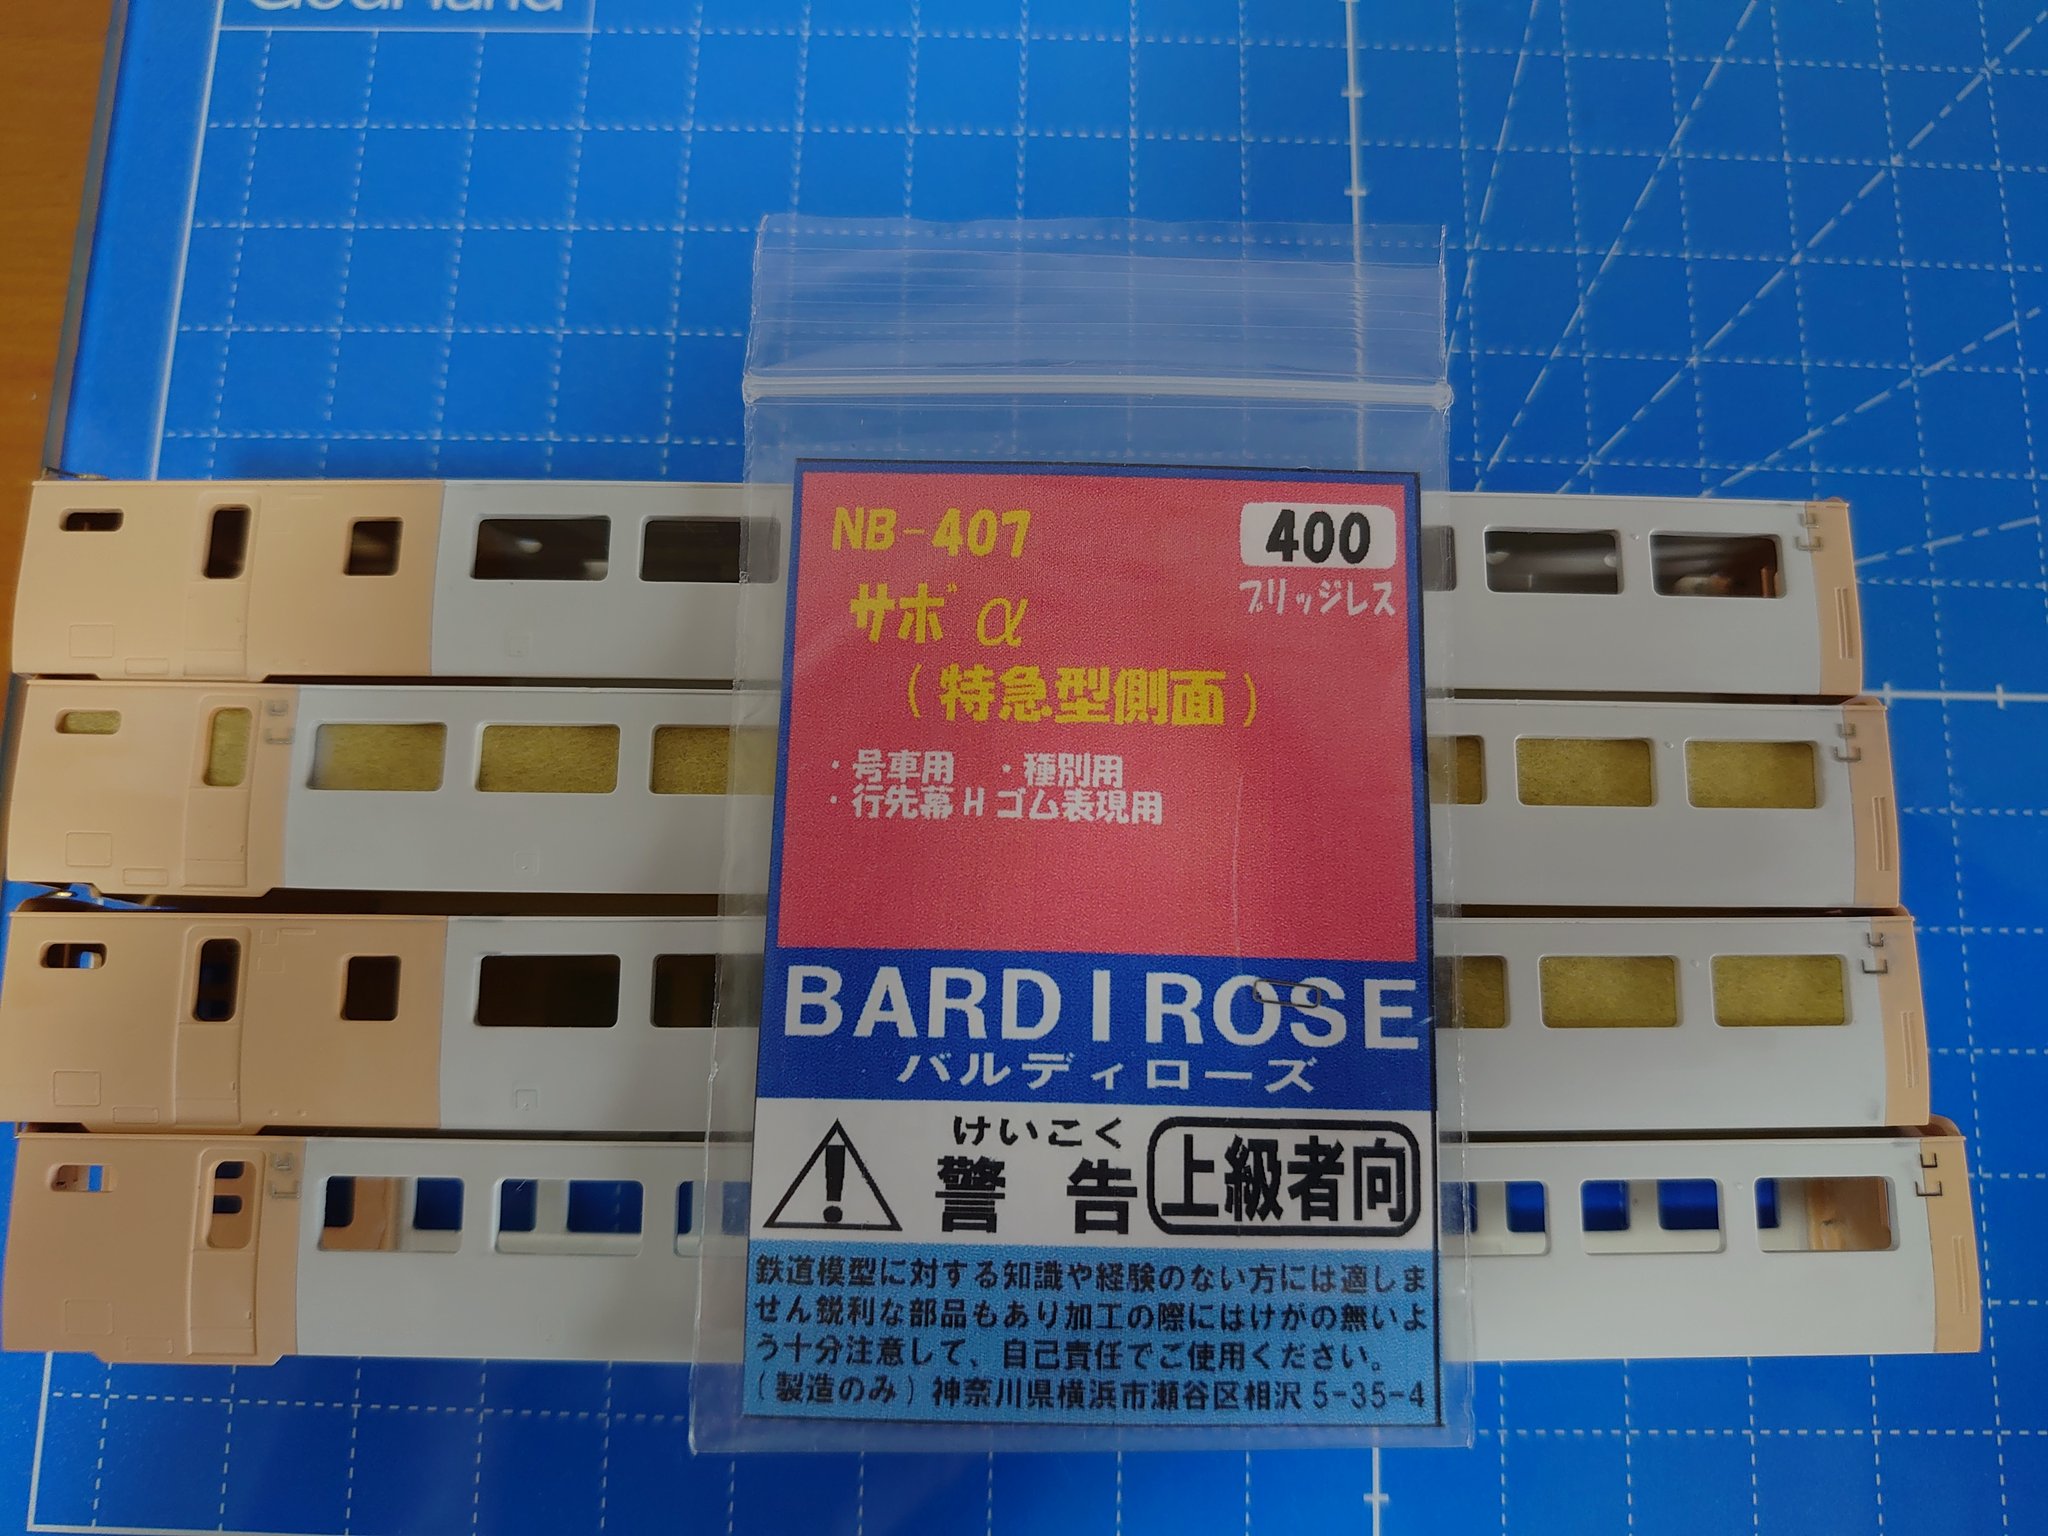 GodHand
NB-407
400
ブリッジレス
サボα
(特急型側面)
・号車用 ・種別用
・行先幕Hゴム表現用
BARDIROSE
バルディローズ
けいこく
警告
上級者向
鉄道模型に対する知識や経験のない方には適しま
せん鋭利な部品もあり加工の際にはけがの無いよ
う十分注意して、自己責任でご使用ください。
(製造のみ)神奈川県横浜市瀬谷区相沢5-35-4